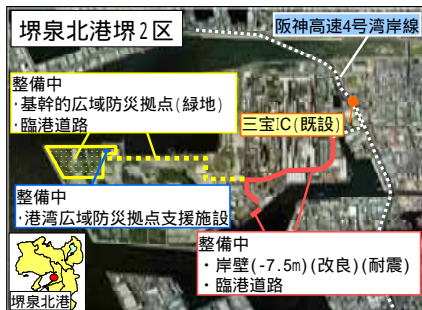 堺泉北港堺2区
阪神高速4号湾岸線
整備中
・基幹的広域防災拠点(緑地)
・臨港道路
三宝IC(既設)
整備中
・港湾広域防災拠点支援施設
整備中
・岸壁(-7.5m)(改良)(耐震)
・臨港道路
堺泉北港